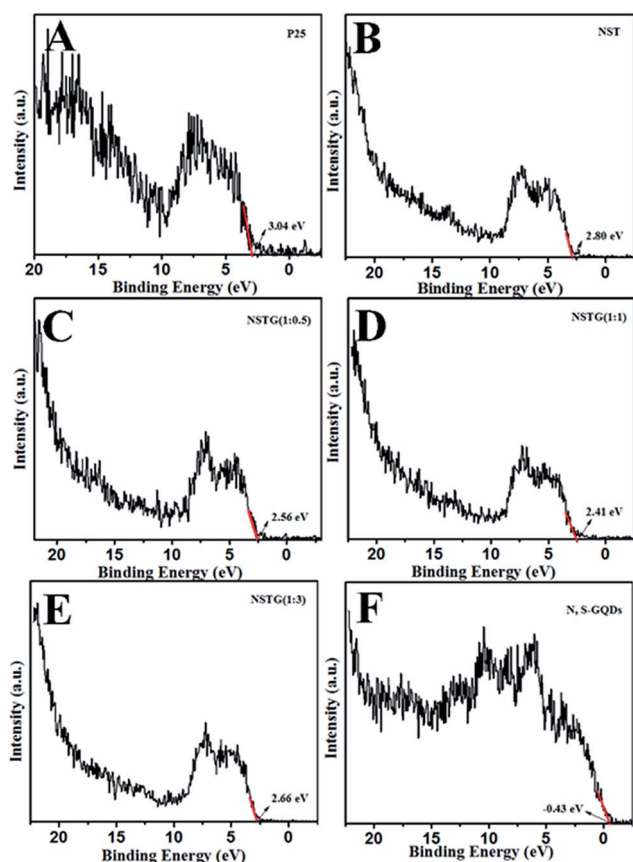 A
P25
Intensity (a.u.)
3.04 eV
20 15 10 5 0
Binding Energy (eV)
B
NST
Intensity (a.u.)
2.80 eV
20 15 10 5 0
Binding Energy (eV)
C
NSTG(1:0.5)
Intensity (a.u.)
2.56 eV
20 15 10 5 0
Binding Energy (eV)
D
NSTG(1:1)
Intensity (a.u.)
2.41 eV
20 15 10 5 0
Binding Energy (eV)
E
NSTG(1:3)
Intensity (a.u.)
2.66 eV
20 15 10 5 0
Binding Energy (eV)
F
N, S-GQDs
Intensity (a.u.)
-0.43 eV
20 15 10 5 0
Binding Energy (eV)